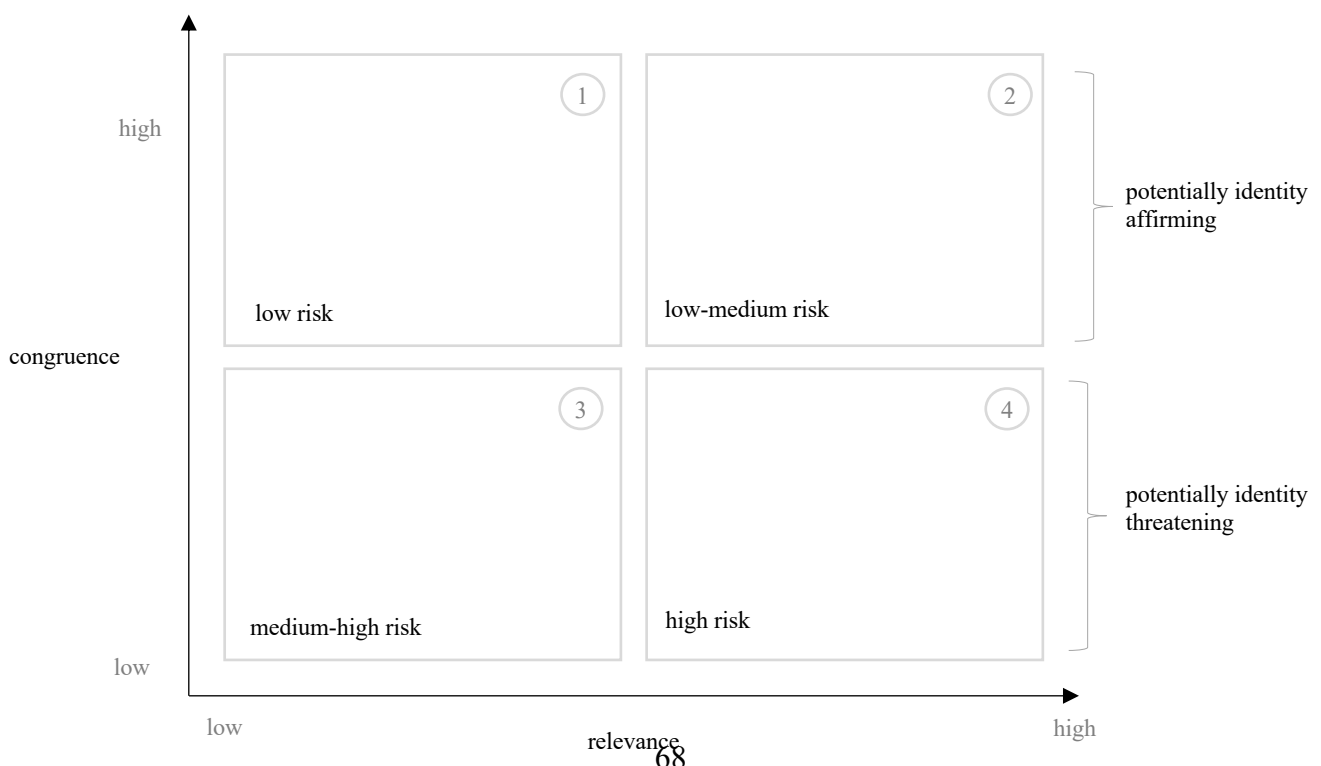 1
2
high
potentially identity
affirming
low risk
low-medium risk
congruence
3
4
potentially identity
threatening
medium-high risk
high risk
low
low
high
relevance
68